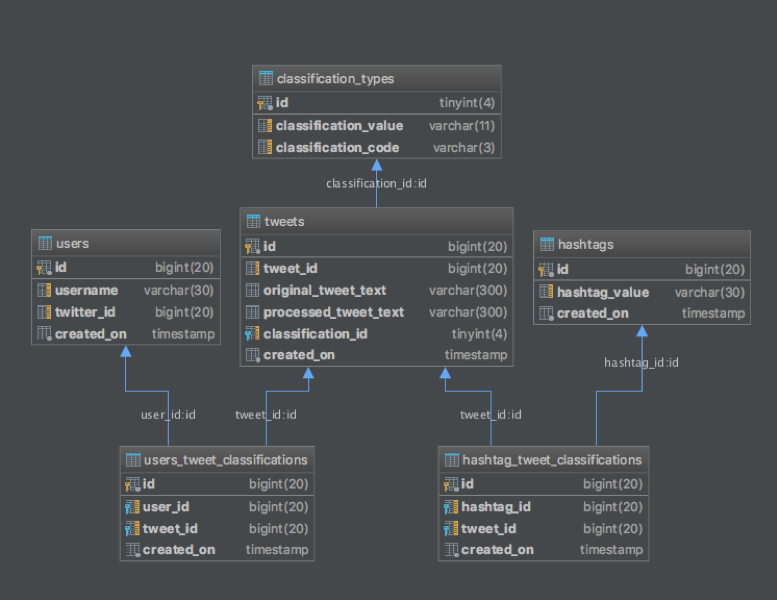 classification_types
id tinyint(4)
classification_value varchar(11)
classification_code varchar(3)
classification_id:id
tweets
id bigint(20)
tweet_id bigint(20)
original_tweet_text varchar(300)
processed_tweet_text varchar(300)
classification_id tinyint(4)
created_on timestamp
users
id bigint(20)
username varchar(30)
twitter_id bigint(20)
created_on timestamp
hashtags
id bigint(20)
hashtag_value varchar(30)
created_on timestamp
hashtag_id:id
user_id:id
tweet_id:id
tweet_id:id
users_tweet_classifications
id bigint(20)
user_id bigint(20)
tweet_id bigint(20)
created_on timestamp
hashtag_tweet_classifications
id bigint(20)
hashtag_id bigint(20)
tweet_id bigint(20)
created_on timestamp